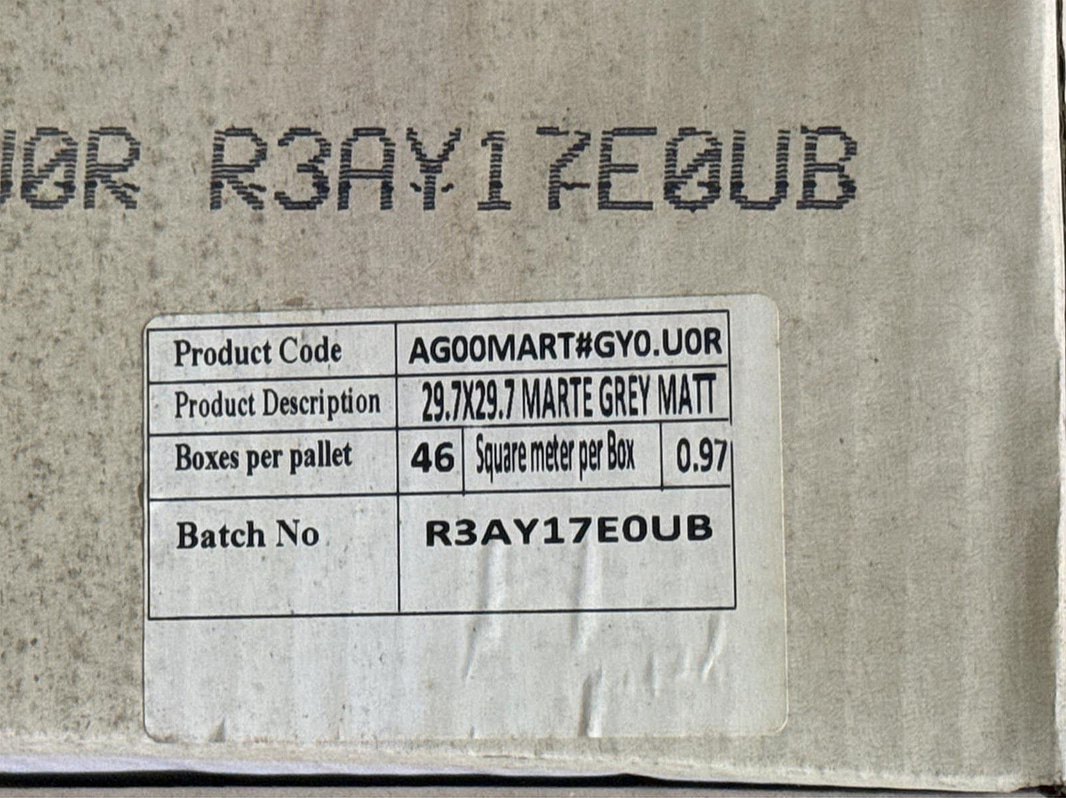 U0R R3AY17E0UB
Product Code AG00MART#GY0.U0R
Product Description 29.7X29.7 MARTE GREY MATT
Boxes per pallet 46 Square meter per Box 0.97
Batch No R3AY17E0UB